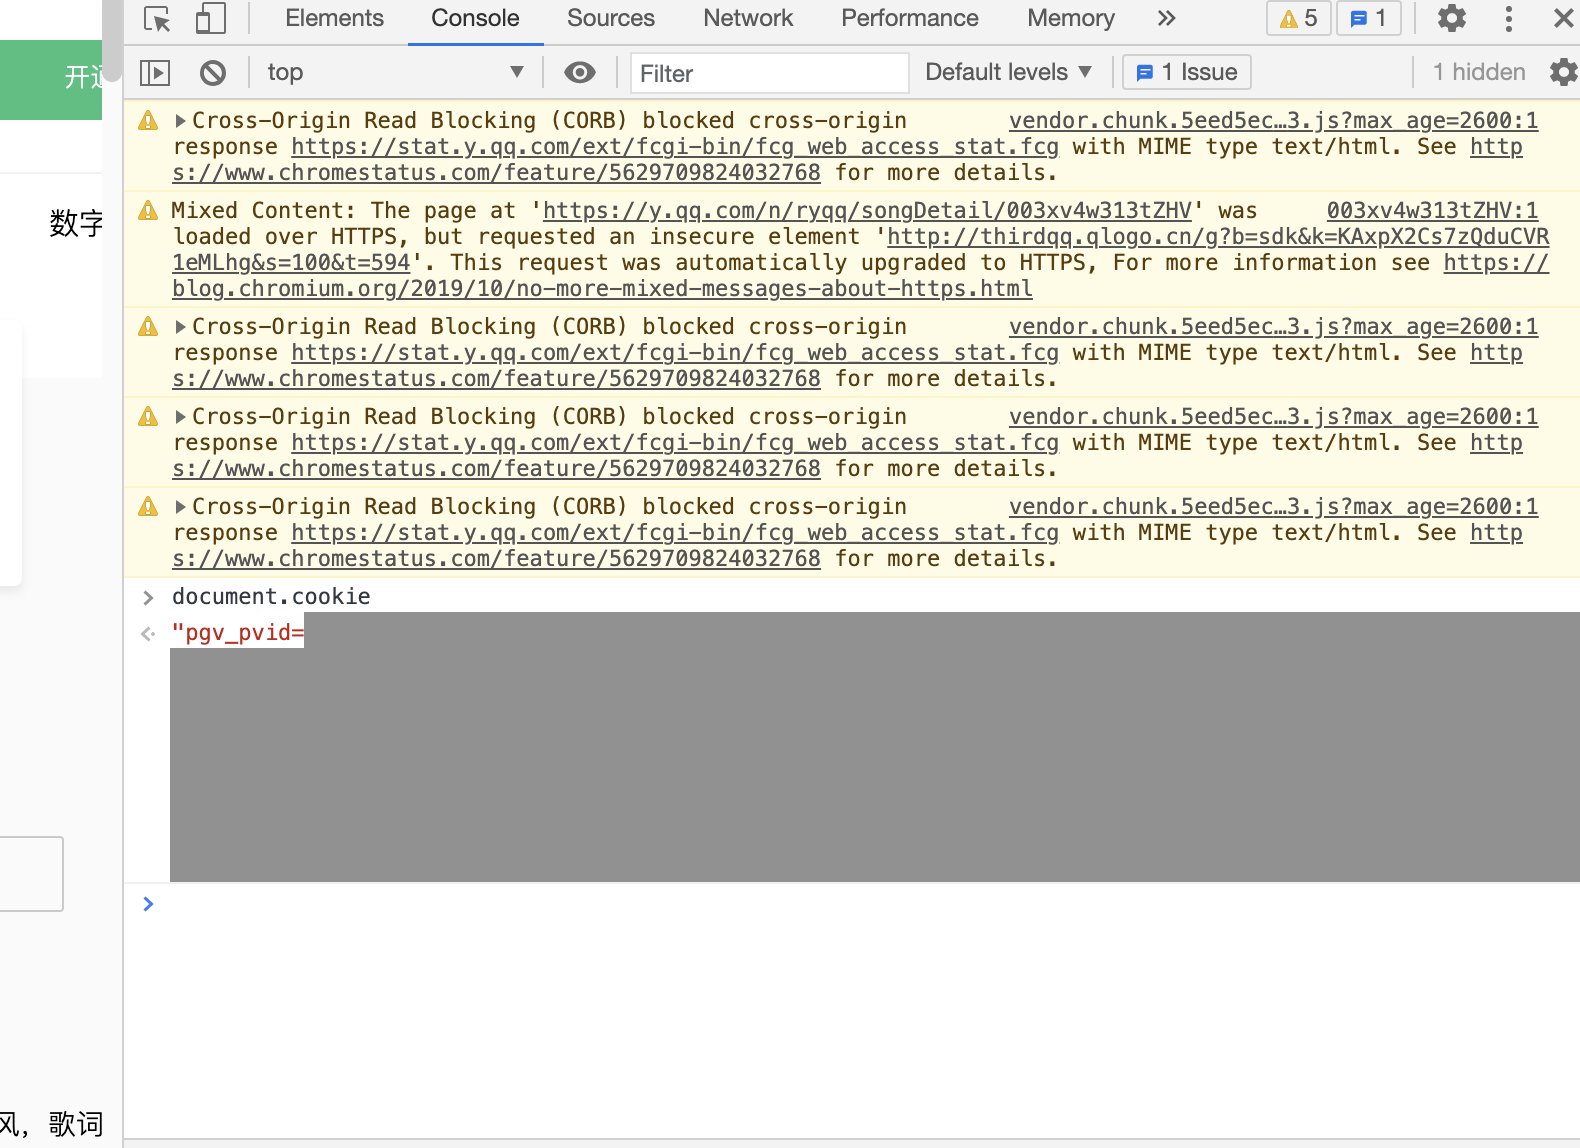 Elements Console Sources Network Performance Memory 5 1
top Filter Default levels 1 Issue 1 hidden
开
Cross-Origin Read Blocking (CORB) blocked cross-origin vendor.chunk.5eed5ec…3.js?max_age=2600:1
response https://stat.y.qq.com/ext/fcgi-bin/fcg_web_access_stat.fcg with MIME type text/html. See http
s://www.chromestatus.com/feature/5629709824032768 for more details.
Mixed Content: The page at 'https://y.qq.com/n/ryqq/songDetail/003xv4w313tZHV' was 003xv4w313tZHV:1
数字
loaded over HTTPS, but requested an insecure element 'http://thirdqq.qlogo.cn/g?b=sdk&k=KAxpX2Cs7zQduCVR
1eMLhg&s=100&t=594'. This request was automatically upgraded to HTTPS, For more information see https://
blog.chromium.org/2019/10/no-more-mixed-messages-about-https.html
Cross-Origin Read Blocking (CORB) blocked cross-origin vendor.chunk.5eed5ec…3.js?max_age=2600:1
response https://stat.y.qq.com/ext/fcgi-bin/fcg_web_access_stat.fcg with MIME type text/html. See http
s://www.chromestatus.com/feature/5629709824032768 for more details.
Cross-Origin Read Blocking (CORB) blocked cross-origin vendor.chunk.5eed5ec…3.js?max_age=2600:1
response https://stat.y.qq.com/ext/fcgi-bin/fcg_web_access_stat.fcg with MIME type text/html. See http
s://www.chromestatus.com/feature/5629709824032768 for more details.
Cross-Origin Read Blocking (CORB) blocked cross-origin vendor.chunk.5eed5ec…3.js?max_age=2600:1
response https://stat.y.qq.com/ext/fcgi-bin/fcg_web_access_stat.fcg with MIME type text/html. See http
s://www.chromestatus.com/feature/5629709824032768 for more details.
document.cookie
"pgv_pvid=
风，歌词